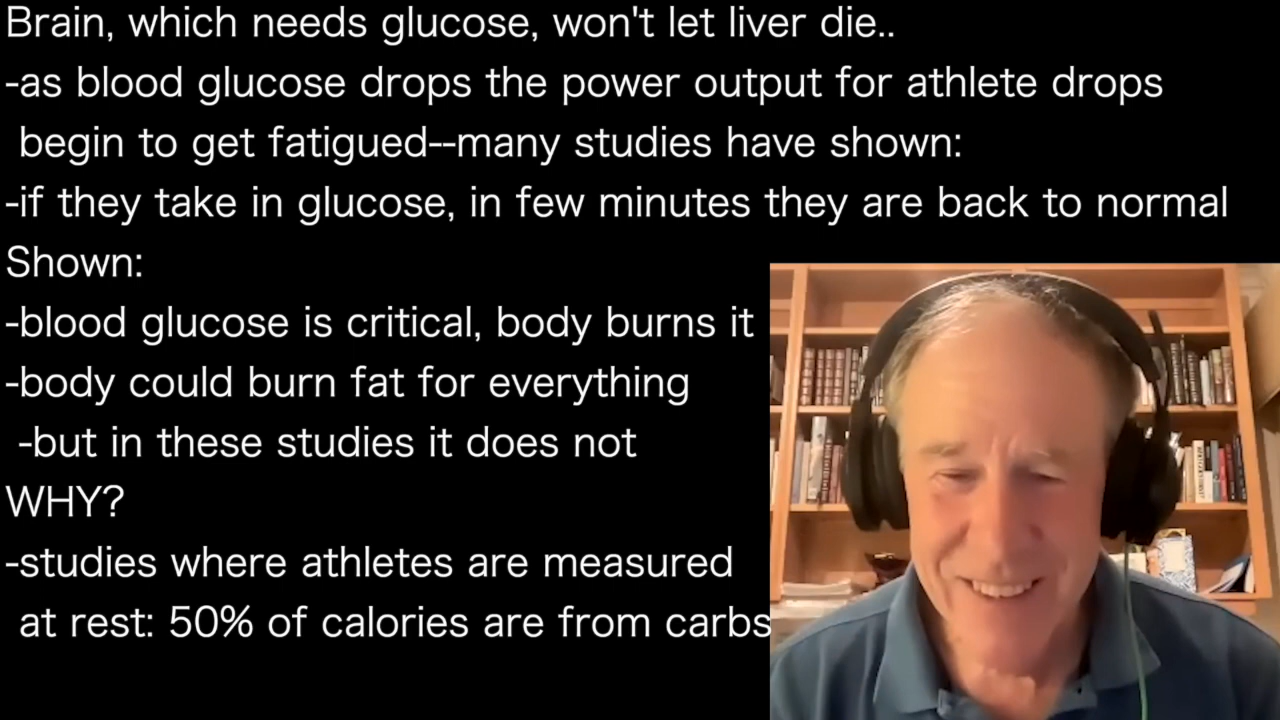 Brain, which needs glucose, won't let liver die..
-as blood glucose drops the power output for athlete drops
begin to get fatigued--many studies have shown:
-if they take in glucose, in few minutes they are back to normal
Shown:
-blood glucose is critical, body burns it
-body could burn fat for everything
-but in these studies it does not
WHY?
-studies where athletes are measured
at rest: 50% of calories are from carbs